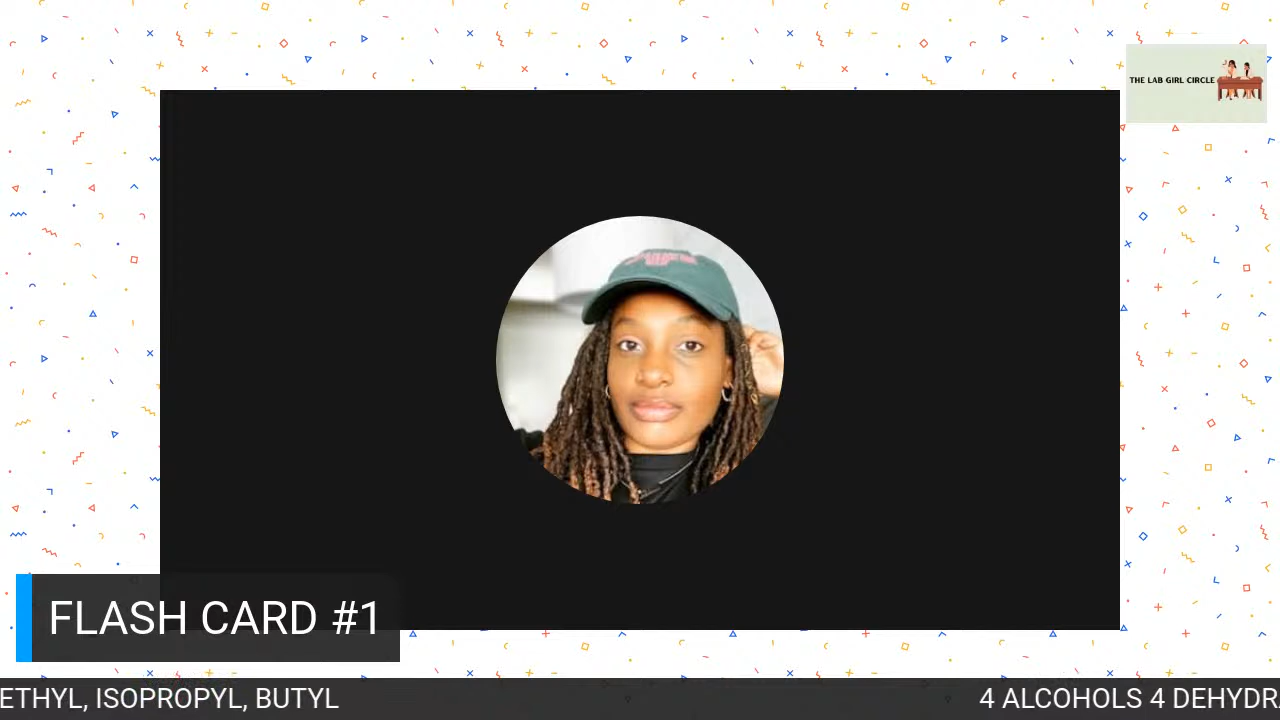 THE LAB GIRL CIRCLE
FLASH CARD #1
ETHYL, ISOPROPYL, BUTYL
4 ALCOHOLS 4 DEHYDR